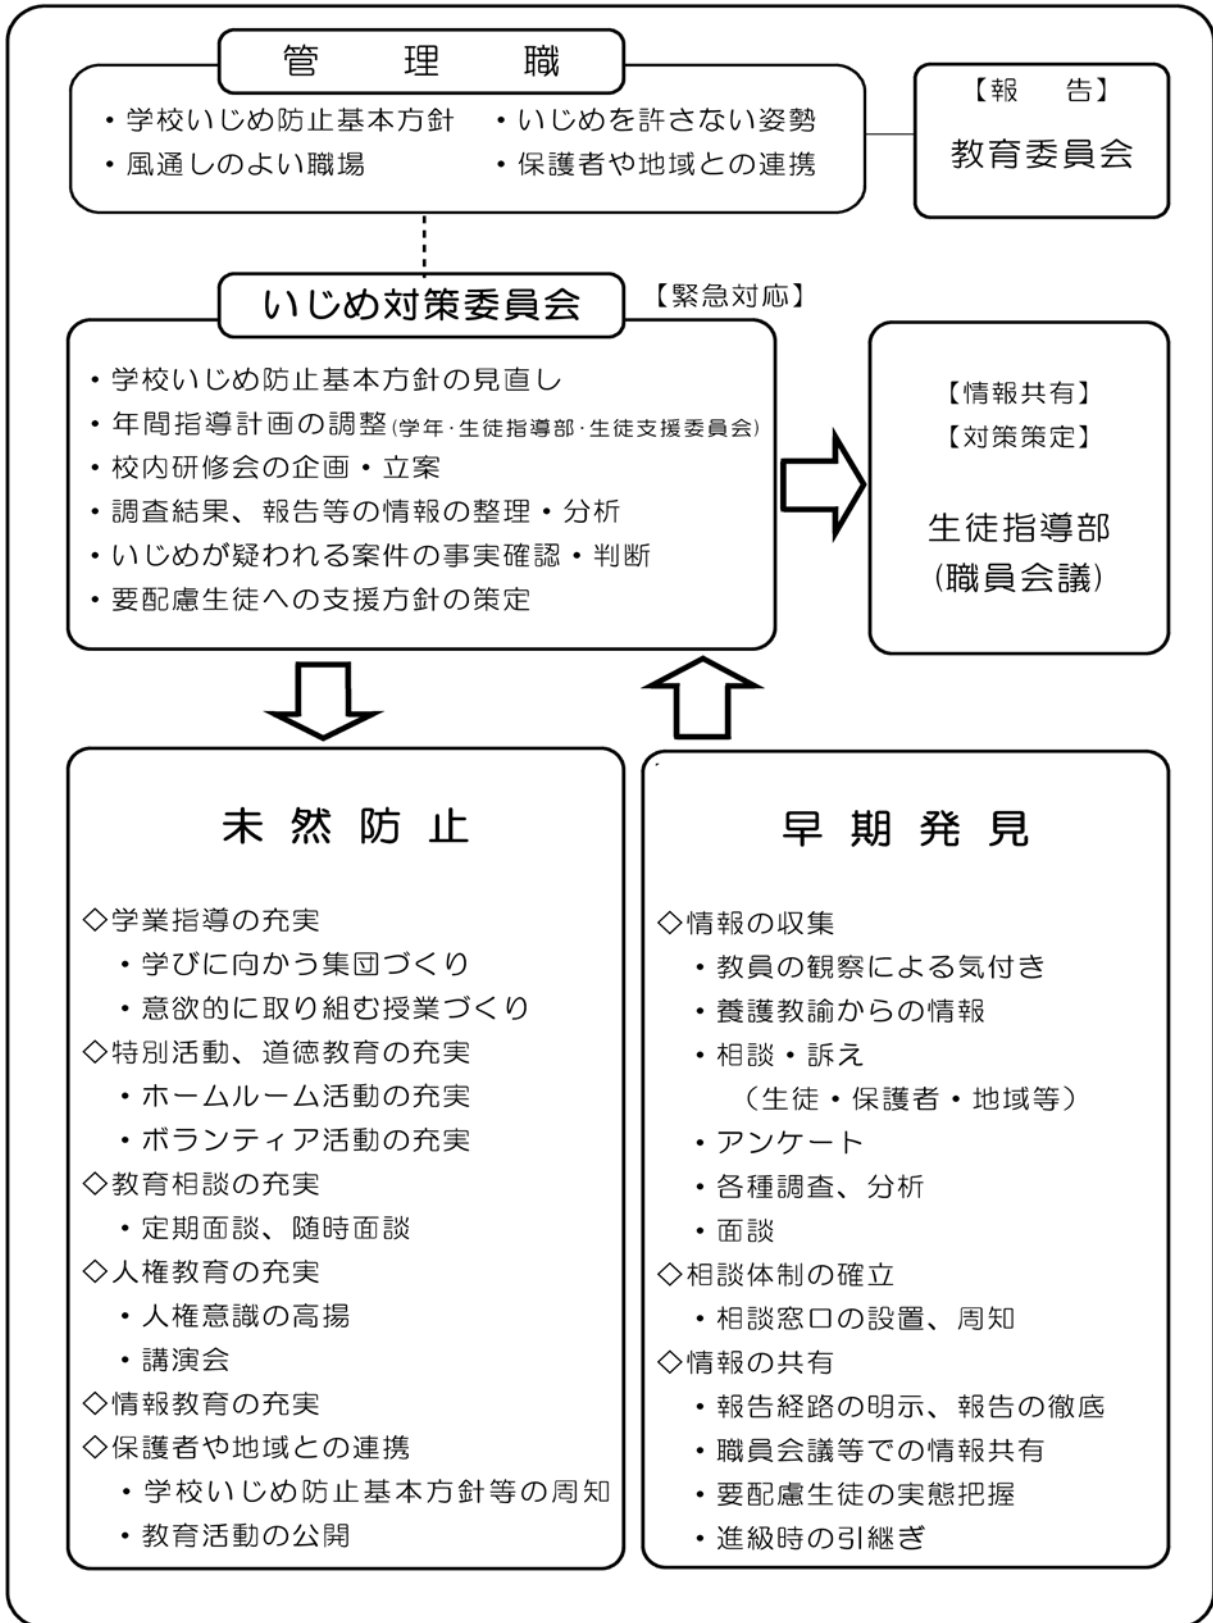 管 理 職
・学校いじめ防止基本方針 ・いじめを許さない姿勢
・風通しのよい職場 ・保護者や地域との連携
【報 告】
教育委員会
いじめ対策委員会
【緊急対応】
・学校いじめ防止基本方針の見直し
・年間指導計画の調整(学年・生徒指導部・生徒支援委員会)
・校内研修会の企画・立案
・調査結果、報告等の情報の整理・分析
・いじめが疑われる案件の事実確認・判断
・要配慮生徒への支援方針の策定
【情報共有】
【対策策定】
生徒指導部
(職員会議)
未 然 防 止
◇学業指導の充実
・学びに向かう集団づくり
・意欲的に取り組む授業づくり
◇特別活動、道徳教育の充実
・ホームルーム活動の充実
・ボランティア活動の充実
◇教育相談の充実
・定期面談、随時面談
◇人権教育の充実
・人権意識の高揚
・講演会
◇情報教育の充実
◇保護者や地域との連携
・学校いじめ防止基本方針等の周知
・教育活動の公開
早 期 発 見
◇情報の収集
・教員の観察による気付き
・養護教諭からの情報
・相談・訴え
（生徒・保護者・地域等）
・アンケート
・各種調査、分析
・面談
◇相談体制の確立
・相談窓口の設置、周知
◇情報の共有
・報告経路の明示、報告の徹底
・職員会議等での情報共有
・要配慮生徒の実態把握
・進級時の引継ぎ